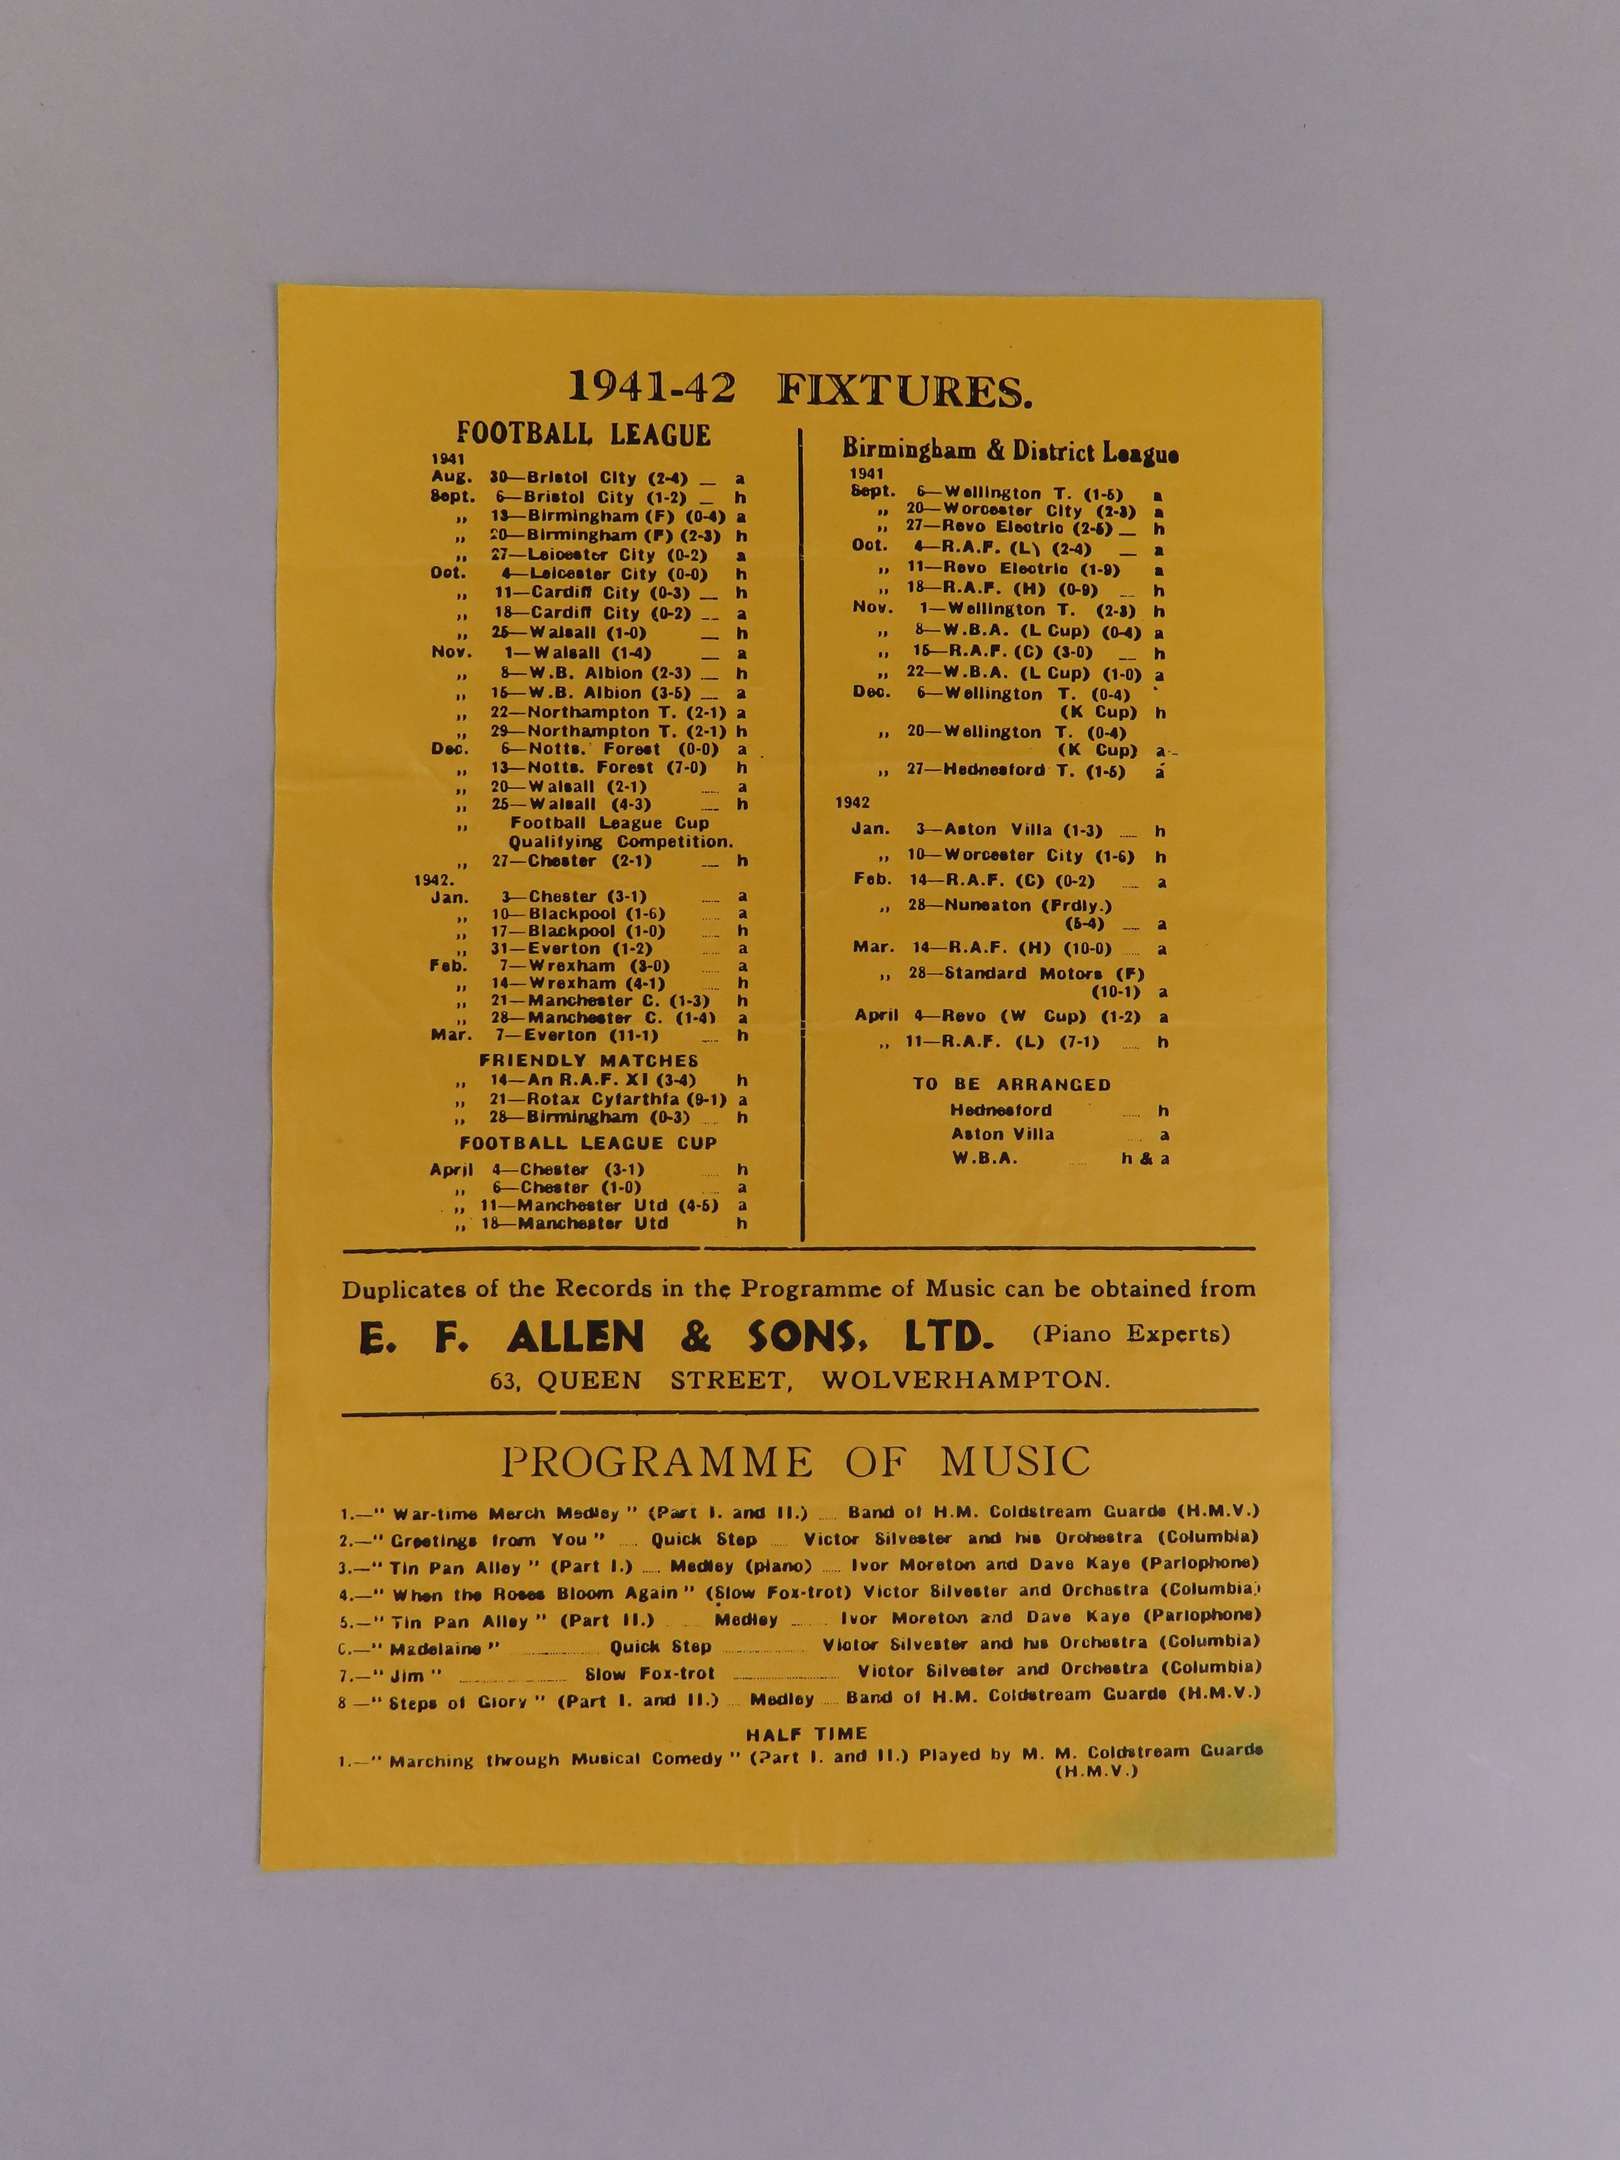 1941-42 FIXTURES.
FOOTBALL LEAGUE
1941
Aug. 30—Bristol City (2-4) — a
Sept. 6—Bristol City (1-2) — h
„ 13—Birmingham (F) (0-4) a
„ 20—Birmingham (F) (2-3) h
„ 27—Leicester City (0-2) a
Oct. 4—Leicester City (0-0) h
„ 11—Cardiff City (0-3) — h
„ 18—Cardiff City (0-2) — a
„ 25—Walsall (1-0) — h
Nov. 1—Walsall (1-4) — a
„ 8—W.B. Albion (2-3) — h
„ 15—W.B. Albion (3-5) — a
„ 22—Northampton T. (2-1) a
„ 29—Northampton T. (2-1) h
Dec. 6—Notts. Forest (0-0) a
„ 13—Notts. Forest (7-0) h
„ 20—Walsall (2-1) ..... a
„ 25—Walsall (4-3) ..... h
„ Football League Cup
Qualifying Competition.
„ 27—Chester (2-1) — h
1942.
Jan. 3—Chester (3-1) ..... a
„ 10—Blackpool (1-6) ..... a
„ 17—Blackpool (1-0) ..... h
„ 31—Everton (1-2) ..... a
Feb. 7—Wrexham (3-0) ..... a
„ 14—Wrexham (4-1) ..... h
„ 21—Manchester C. (1-3) h
„ 28—Manchester C. (1-4) a
Mar. 7—Everton (11-1) ..... h
FRIENDLY MATCHES
„ 14—An R.A.F. XI (3-4) h
„ 21—Rotax Cyfarthfa (9-1) a
„ 28—Birmingham (0-3) .... h
FOOTBALL LEAGUE CUP
April 4—Chester (3-1) ..... h
„ 6—Chester (1-0) ..... a
„ 11—Manchester Utd (4-5) a
„ 18—Manchester Utd h
Birmingham & District League
1941
Sept. 6—Wellington T. (1-5) a
„ 20—Worcester City (2-3) a
„ 27—Revo Electric (2-5) — h
Oct. 4—R.A.F. (L) (2-4) — a
„ 11—Revo Electric (1-9) a
„ 18—R.A.F. (H) (0-9) — h
Nov. 1—Wellington T. (2-3) h
„ 8—W.B.A. (L Cup) (0-4) a
„ 15—R.A.F. (C) (3-0) — h
„ 22—W.B.A. (L Cup) (1-0) a
Dec. 6—Wellington T. (0-4)
(K Cup) h
„ 20—Wellington T. (0-4)
(K Cup) a
„ 27—Hednesford T. (1-5) a
1942
Jan. 3—Aston Villa (1-3) ..... h
„ 10—Worcester City (1-6) h
Feb. 14—R.A.F. (C) (0-2) ..... a
„ 28—Nuneaton (Frdly.)
(5-4) ..... a
Mar. 14—R.A.F. (H) (10-0) ..... a
„ 28—Standard Motors (F)
(10-1) a
April 4—Revo (W Cup) (1-2) a
„ 11—R.A.F. (L) (7-1) ..... h
TO BE ARRANGED
Hednesford ..... h
Aston Villa ..... a
W.B.A. ..... h & a
Duplicates of the Records in the Programme of Music can be obtained from
E. F. ALLEN & SONS, LTD. (Piano Experts)
63, QUEEN STREET, WOLVERHAMPTON.
PROGRAMME OF MUSIC
1.—" War-time Merch Medley " (Part I. and II.) ..... Band of H.M. Coldstream Guards (H.M.V.)
2.—" Greetings from You " ..... Quick Step ..... Victor Silvester and his Orchestra (Columbia)
3.—" Tin Pan Alley " (Part I.) ..... Medley (piano) ..... Ivor Moreton and Dave Kaye (Parlophone)
4.—" When the Roses Bloom Again " (Slow Fox-trot) Victor Silvester and Orchestra (Columbia)
5.—" Tin Pan Alley " (Part II.) ..... Medley ..... Ivor Moreton and Dave Kaye (Parlophone)
6.—" Madelaine " ..... Quick Step ..... Victor Silvester and his Orchestra (Columbia)
7.—" Jim " ..... Slow Fox-trot ..... Victor Silvester and Orchestra (Columbia)
8—" Steps of Glory " (Part I. and II.) .... Medley ..... Band of H.M. Coldstream Guards (H.M.V.)
HALF TIME
1.—" Marching through Musical Comedy " (Part I. and II.) Played by M. M. Coldstream Guards
(H.M.V.)